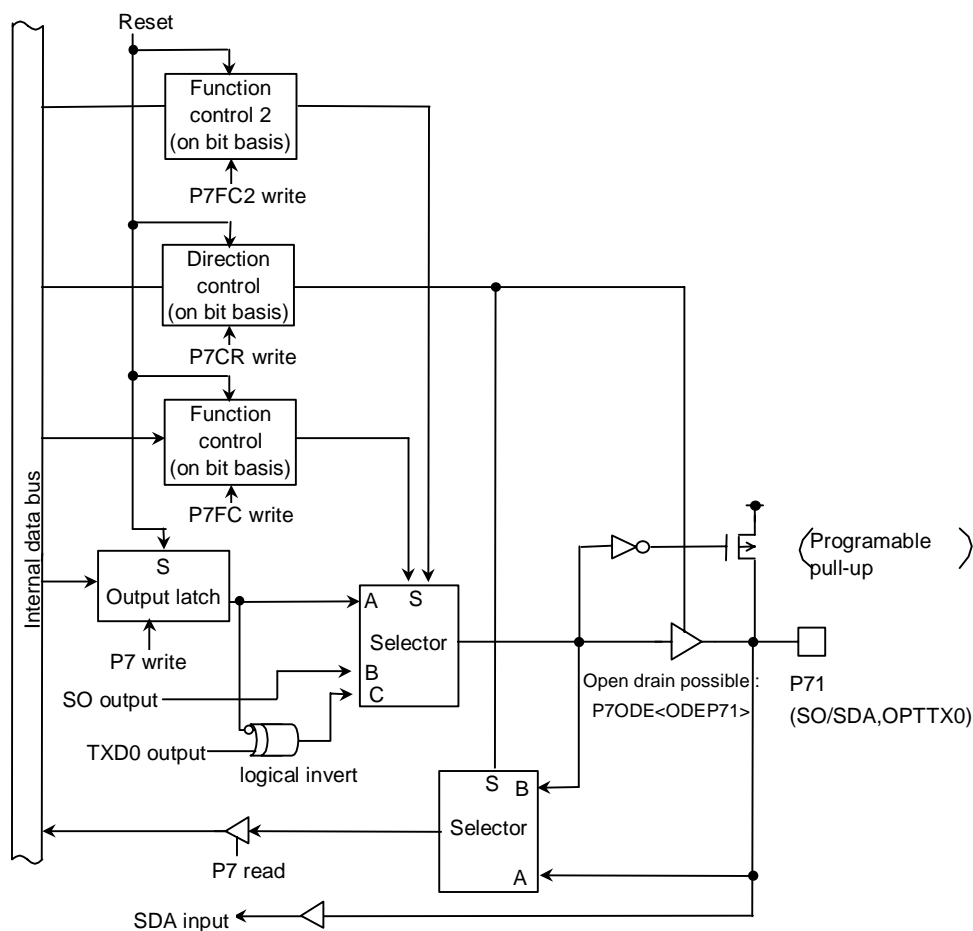 Reset
Function
control 2
(on bit basis)
P7FC2 write
Direction
control
(on bit basis)
P7CR write
Function
control
(on bit basis)
P7FC write
Internal data bus
S
Output latch
P7 write
A
S
Selector
B
C
SO output
TXD0 output
logical invert
(Programable
pull-up)
Open drain possible :
P7ODE<ODEP71>
P71
(SO/SDA,OPTTX0)
S
B
Selector
A
P7 read
SDA input